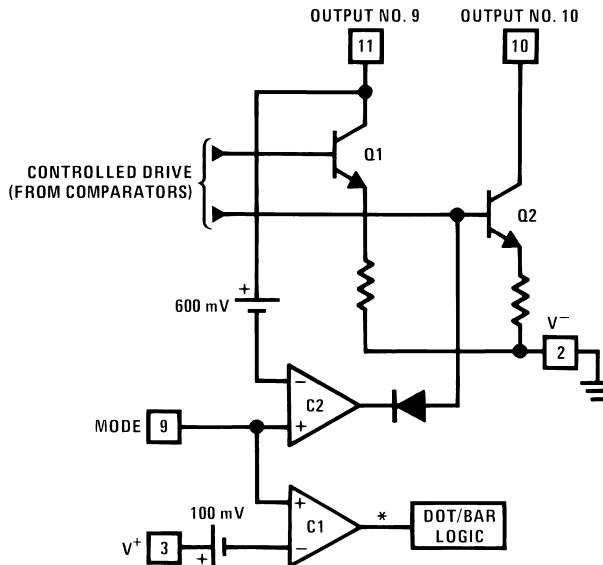 OUTPUT NO. 9
OUTPUT NO. 10
11
10
Q1
CONTROLLED DRIVE
(FROM COMPARATORS)
Q2
+
600 mV
V−
2
−
C2
+
MODE 9
100 mV
+
C1
*
DOT/BAR
LOGIC
−
V+ 3
+